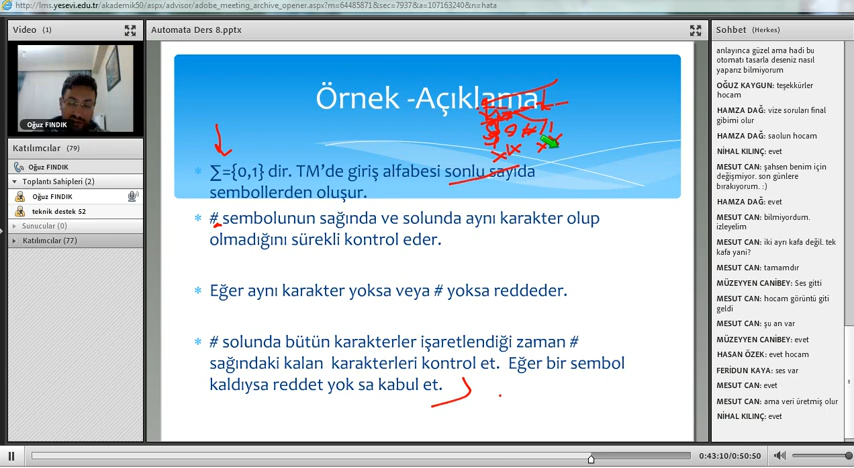 http://lms.yesevi.edu.tr/akademik50/aspx/advisor/adobe_meeting_archive_opener.aspx?m=64485871&sec=7937&a=107163240&n=hata
Video (1)
Oğuz FINDIK
Katılımcılar (79)
Oğuz FINDIK
Toplantı Sahipleri (2)
Oğuz FINDIK
teknik destek 52
Sunucular (0)
Katılımcılar (77)
Automata Ders 8.pptx
Örnek -Açıklama
∑={0,1} dir. TM'de giriş alfabesi sonlu sayıda
sembollerden oluşur.
# sembolunun sağında ve solunda aynı karakter olup
olmadığını sürekli kontrol eder.
Eğer aynı karakter yoksa veya # yoksa reddeder.
# solunda bütün karakterler işaretlendiği zaman #
sağındaki kalan karakterleri kontrol et. Eğer bir sembol
kaldıysa reddet yok sa kabul et.
Sohbet (Herkes)
anlayınca güzel ama hadi bu
otomatı tasarla deseniz nasıl
yaparız bilmiyorum
OĞUZ KAYGUN: teşekkürler
hocam
HAMZA DAĞ: vize soruları final
gibimi olur
HAMZA DAĞ: saolun hocam
NİHAL KILINÇ: evet
MESUT CAN: şahsen benim için
değişmiyor. son günlere
bırakıyorum. :)
HAMZA DAĞ: evet
MESUT CAN: bilmiyordum.
izleyelim
MESUT CAN: iki ayrı kafa değil. tek
kafa yani?
MESUT CAN: tamamdır
MÜZEYYEN CANİBEY: Ses gitti
MESUT CAN: hocam görüntü giti
geldi
MESUT CAN: şu an var
MÜZEYYEN CANİBEY: evet
HASAN ÖZEK: evet hocam
FERİDUN KAYA: ses var
MESUT CAN: evet
MESUT CAN: ama veri üretmiş olur
NİHAL KILINÇ: evet
0:43:10 / 0:50:50